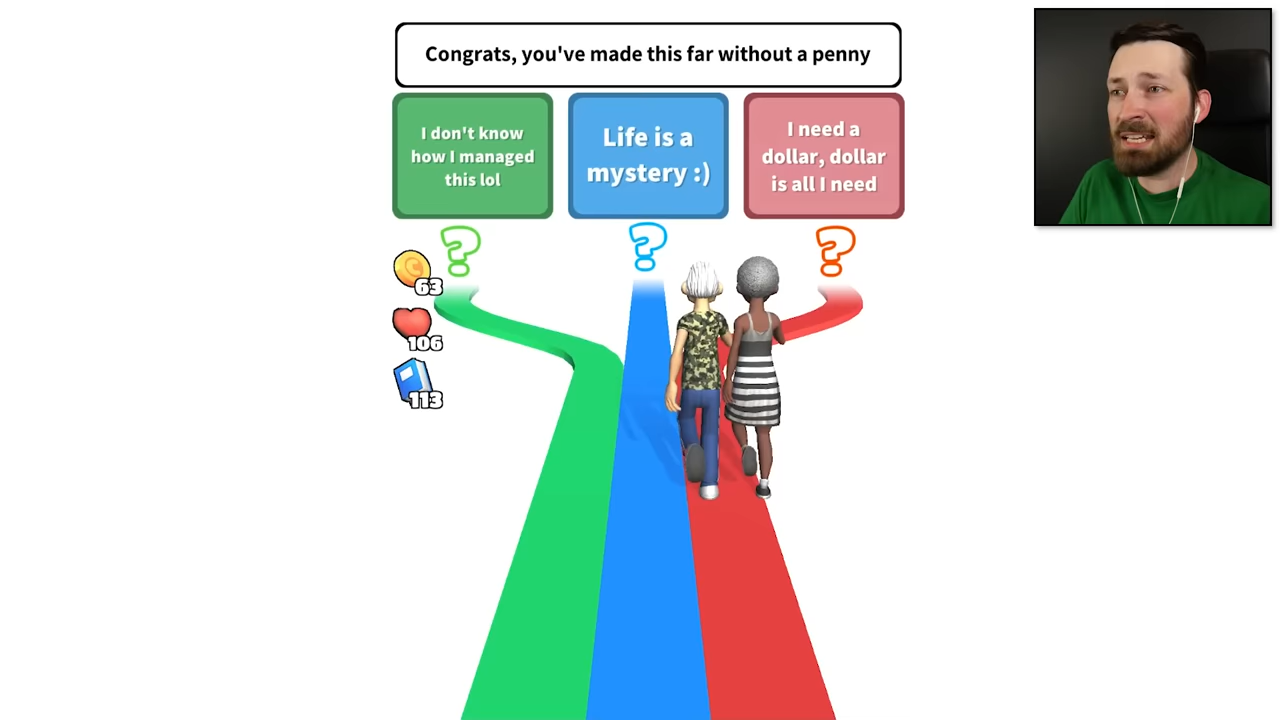 Congrats, you've made this far without a penny
I don't know
how I managed
this lol
Life is a
mystery :)
I need a
dollar, dollar
is all I need
?
?
?
C
63
106
113